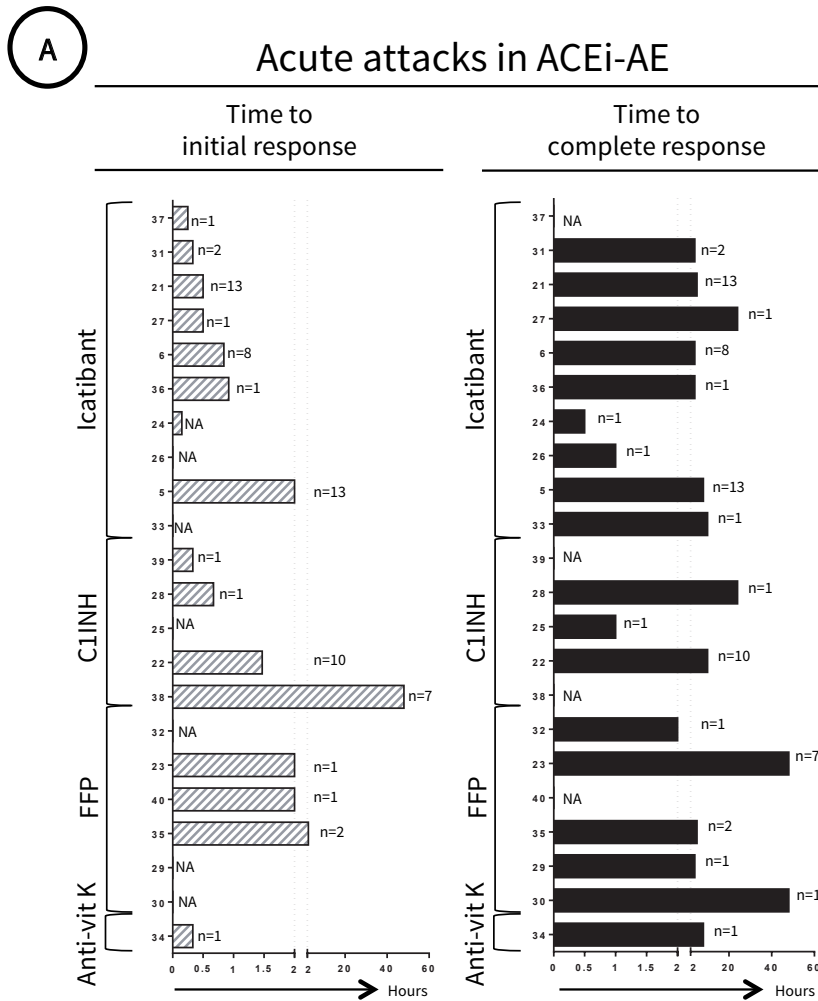 A
Acute attacks in ACEi-AE
Time to
initial response
Time to
complete response
Icatibant
C1INH
FFP
Anti-vit K
37 n=1
31 n=2
21 n=13
27 n=1
6 n=8
36 n=1
24 NA
26 NA
5 n=13
33 NA
39 n=1
28 n=1
25 NA
22 n=10
38 n=7
32 NA
23 n=1
40 n=1
35 n=2
29 NA
30 NA
34 n=1
0 0.5 1 1.5 2 2 20 40 60
Hours
Icatibant
C1INH
FFP
Anti-vit K
37 NA
31 n=2
21 n=13
27 n=1
6 n=8
36 n=1
24 n=1
26 n=1
5 n=13
33 n=1
39 NA
28 n=1
25 n=1
22 n=10
38 NA
32 n=1
23 n=7
40 NA
35 n=2
29 n=1
30 n=1
34 n=1
0 0.5 1 1.5 2 2 20 40 60
Hours